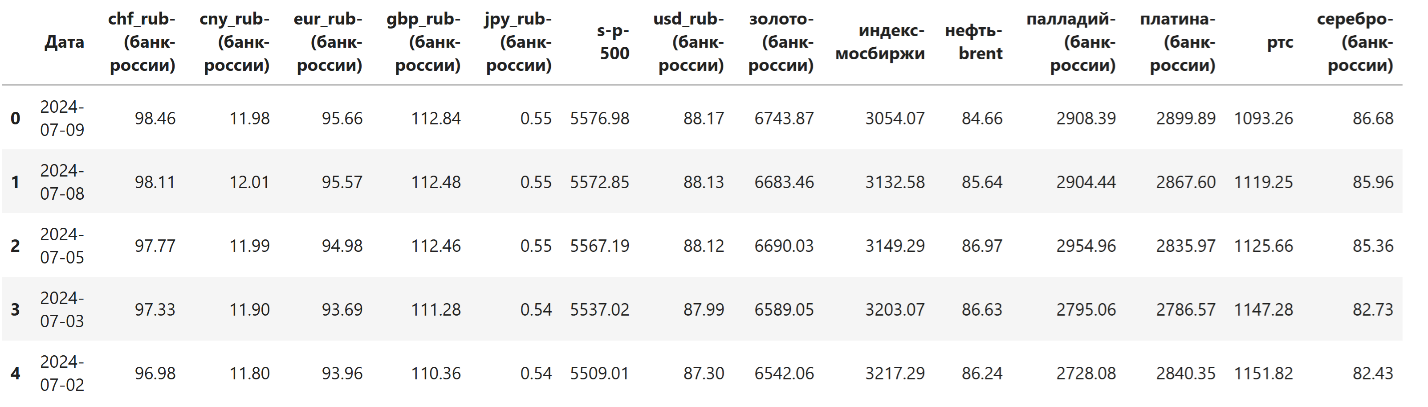 Дата chf_rub-(банк-россии) cny_rub-(банк-россии) eur_rub-(банк-россии) gbp_rub-(банк-россии) jpy_rub-(банк-россии) s-p-500 usd_rub-(банк-россии) золото-(банк-россии) индекс-мосбиржи нефть-brent палладий-(банк-россии) платина-(банк-россии) ртс серебро-(банк-россии)
0 2024-07-09 98.46 11.98 95.66 112.84 0.55 5576.98 88.17 6743.87 3054.07 84.66 2908.39 2899.89 1093.26 86.68
1 2024-07-08 98.11 12.01 95.57 112.48 0.55 5572.85 88.13 6683.46 3132.58 85.64 2904.44 2867.60 1119.25 85.96
2 2024-07-05 97.77 11.99 94.98 112.46 0.55 5567.19 88.12 6690.03 3149.29 86.97 2954.96 2835.97 1125.66 85.36
3 2024-07-03 97.33 11.90 93.69 111.28 0.54 5537.02 87.99 6589.05 3203.07 86.63 2795.06 2786.57 1147.28 82.73
4 2024-07-02 96.98 11.80 93.96 110.36 0.54 5509.01 87.30 6542.06 3217.29 86.24 2728.08 2840.35 1151.82 82.43